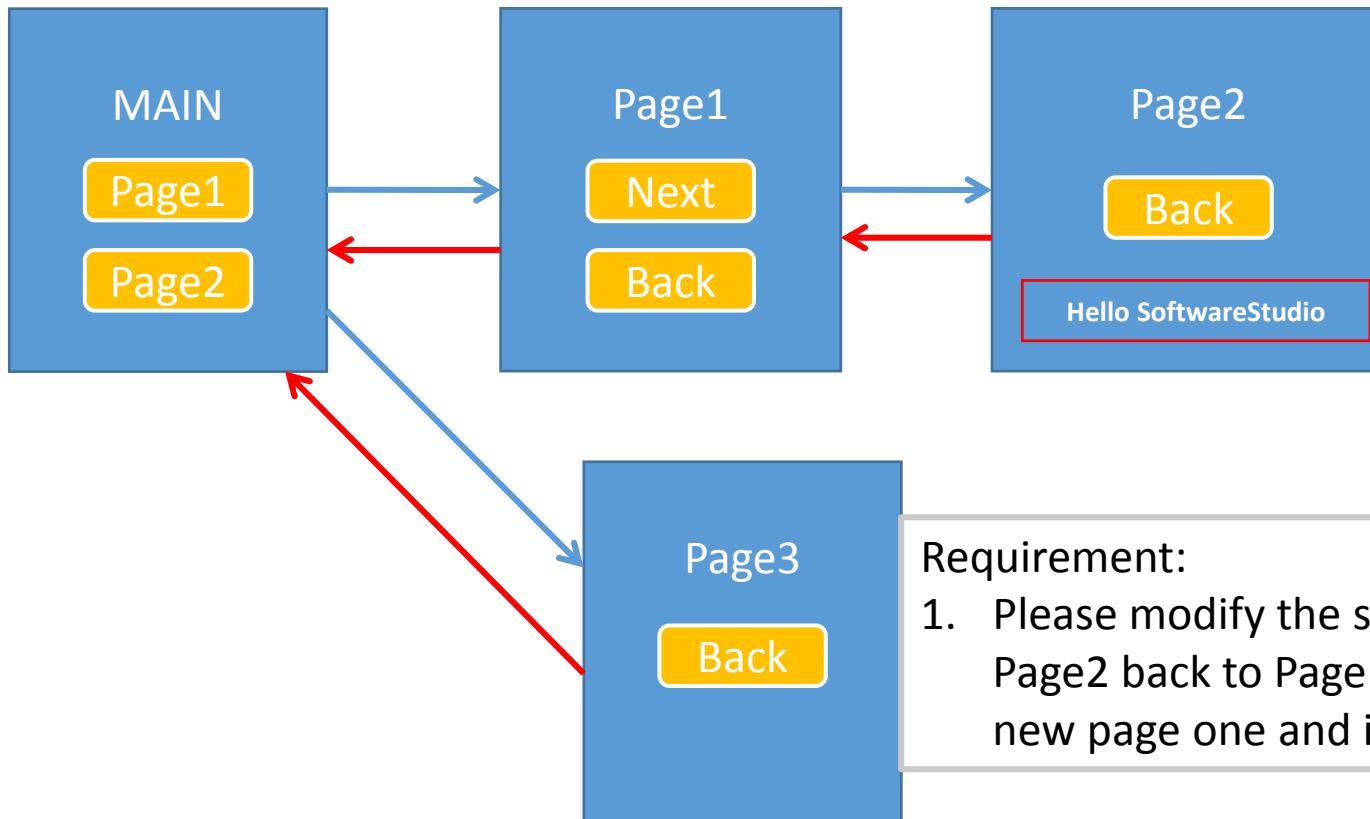 MAIN
Page1
Page2
Page1
Next
Back
Page2
Back
Hello SoftwareStudio
Page3
Back
Requirement:
1. Please modify the
Page2 back to Page
new page one and